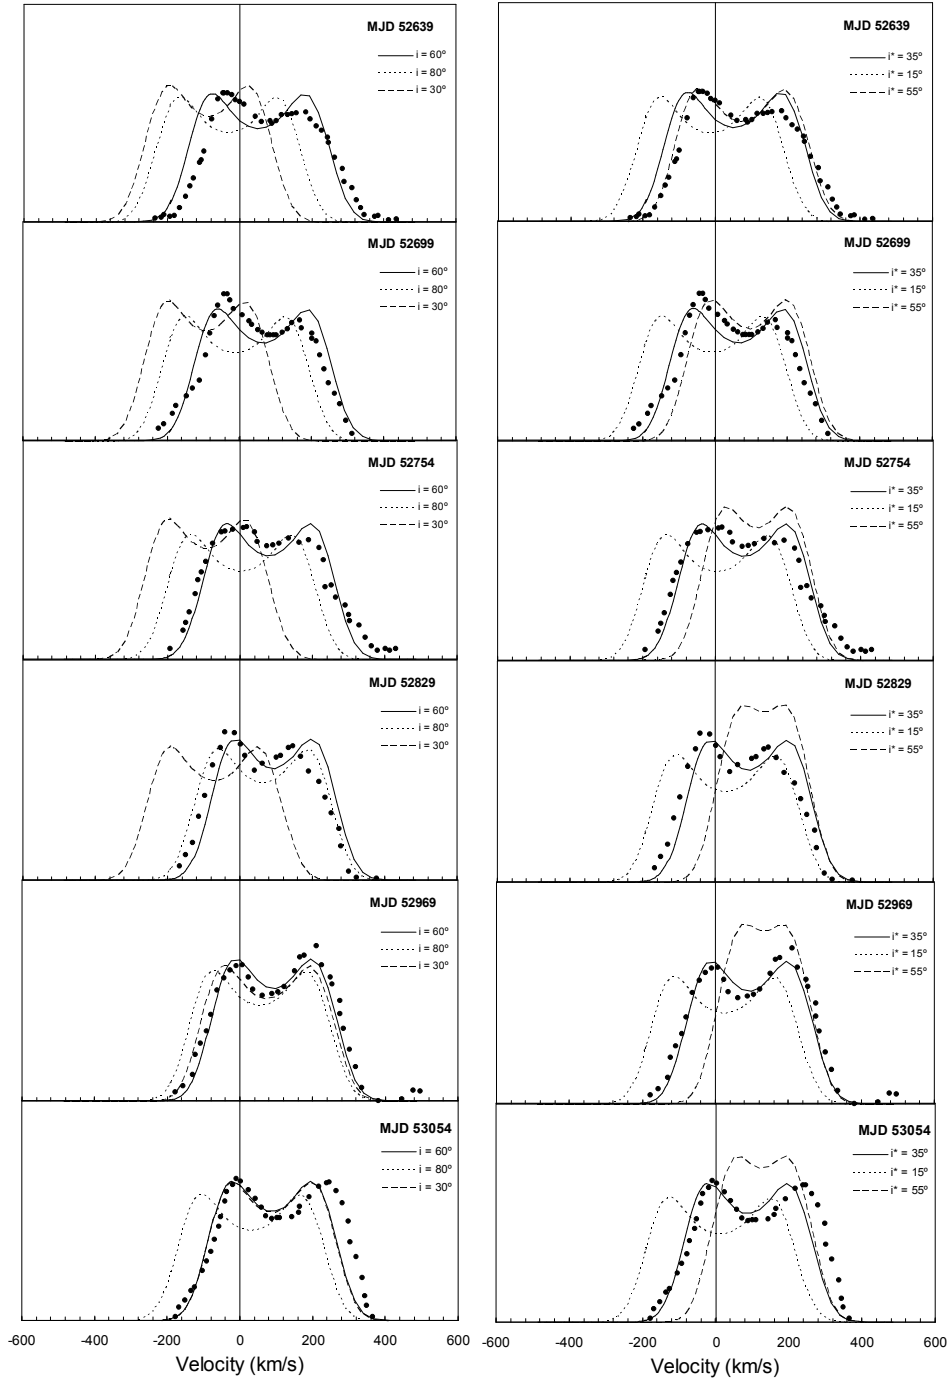 MJD 52639
i = 60º
i = 80º
i = 30º
MJD 52699
i = 60º
i = 80º
i = 30º
MJD 52754
i = 60º
i = 80º
i = 30º
MJD 52829
i = 60º
i = 80º
i = 30º
MJD 52969
i = 60º
i = 80º
i = 30º
MJD 53054
i = 60º
i = 80º
i = 30º
-600 -400 -200 0 200 400 600
Velocity (km/s)
MJD 52639
i* = 35º
i* = 15º
i* = 55º
MJD 52699
i* = 35º
i* = 15º
i* = 55º
MJD 52754
i* = 35º
i* = 15º
i* = 55º
MJD 52829
i* = 35º
i* = 15º
i* = 55º
MJD 52969
i* = 35º
i* = 15º
i* = 55º
MJD 53054
i* = 35º
i* = 15º
i* = 55º
-600 -400 -200 0 200 400 600
Velocity (km/s)